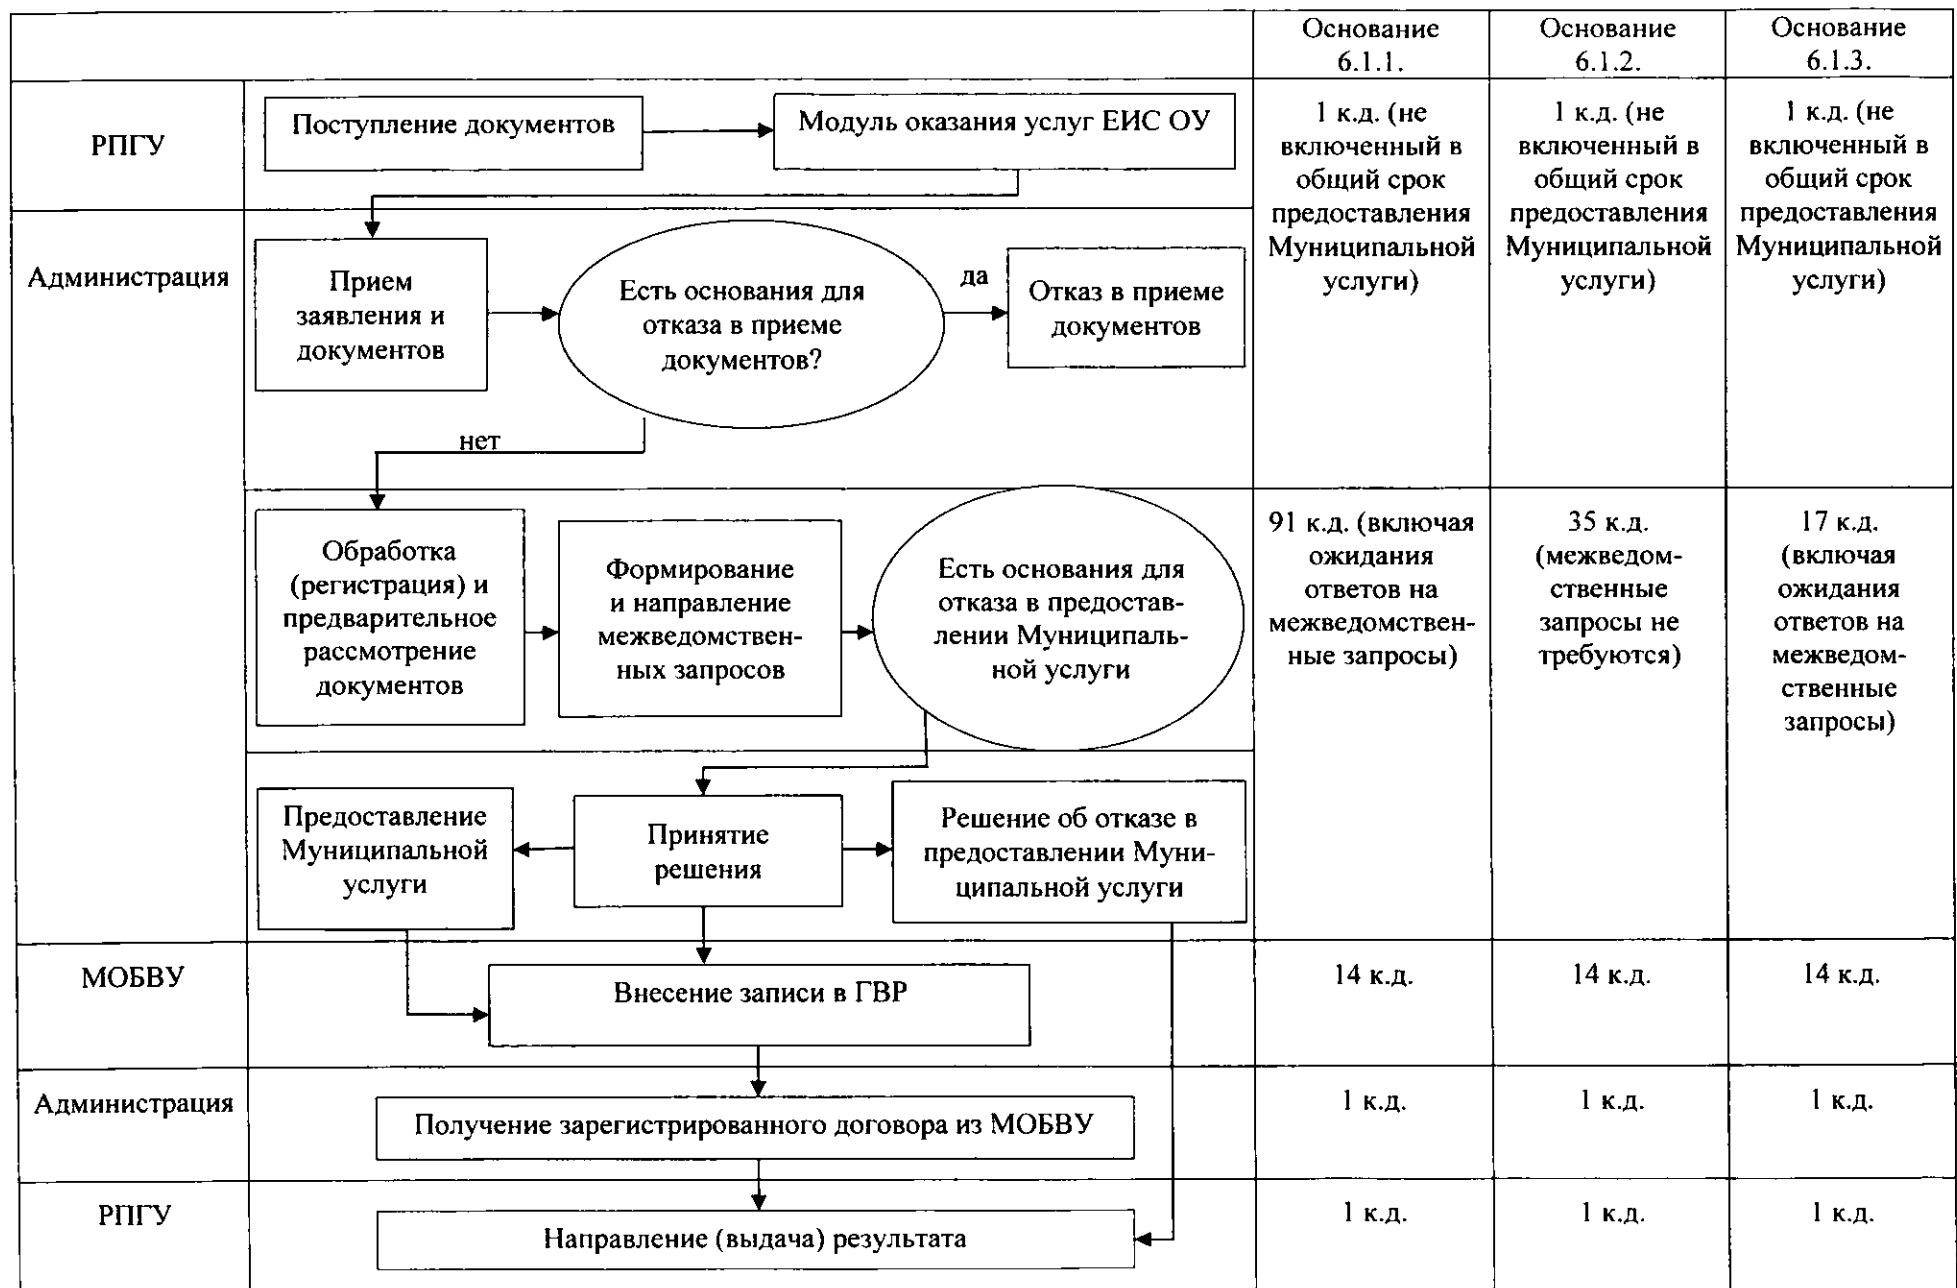 Основание
6.1.1.
Основание
6.1.2.
Основание
6.1.3.
РПГУ
Поступление документов
Модуль оказания услуг ЕИС ОУ
1 к.д. (не
включенный в
общий срок
предоставления
Муниципальной
услуги)
1 к.д. (не
включенный в
общий срок
предоставления
Муниципальной
услуги)
1 к.д. (не
включенный в
общий срок
предоставления
Муниципальной
услуги)
Администрация
Прием
заявления и
документов
Есть основания для
отказа в приеме
документов?
да
Отказ в приеме
документов
нет
Обработка
(регистрация) и
предварительное
рассмотрение
документов
Формирование
и направление
межведомствен-
ных запросов
Есть основания для
отказа в предостав-
лении Муниципаль-
ной услуги
91 к.д. (включая
ожидания
ответов на
межведомствен-
ные запросы)
35 к.д.
(межведом-
ственные
запросы не
требуются)
17 к.д.
(включая
ожидания
ответов на
межведом-
ственные
запросы)
Предоставление
Муниципальной
услуги
Принятие
решения
Решение об отказе в
предоставлении Муни-
ципальной услуги
МОБВУ
Внесение записи в ГВР
14 к.д.
14 к.д.
14 к.д.
Администрация
Получение зарегистрированного договора из МОБВУ
1 к.д.
1 к.д.
1 к.д.
РПГУ
Направление (выдача) результата
1 к.д.
1 к.д.
1 к.д.